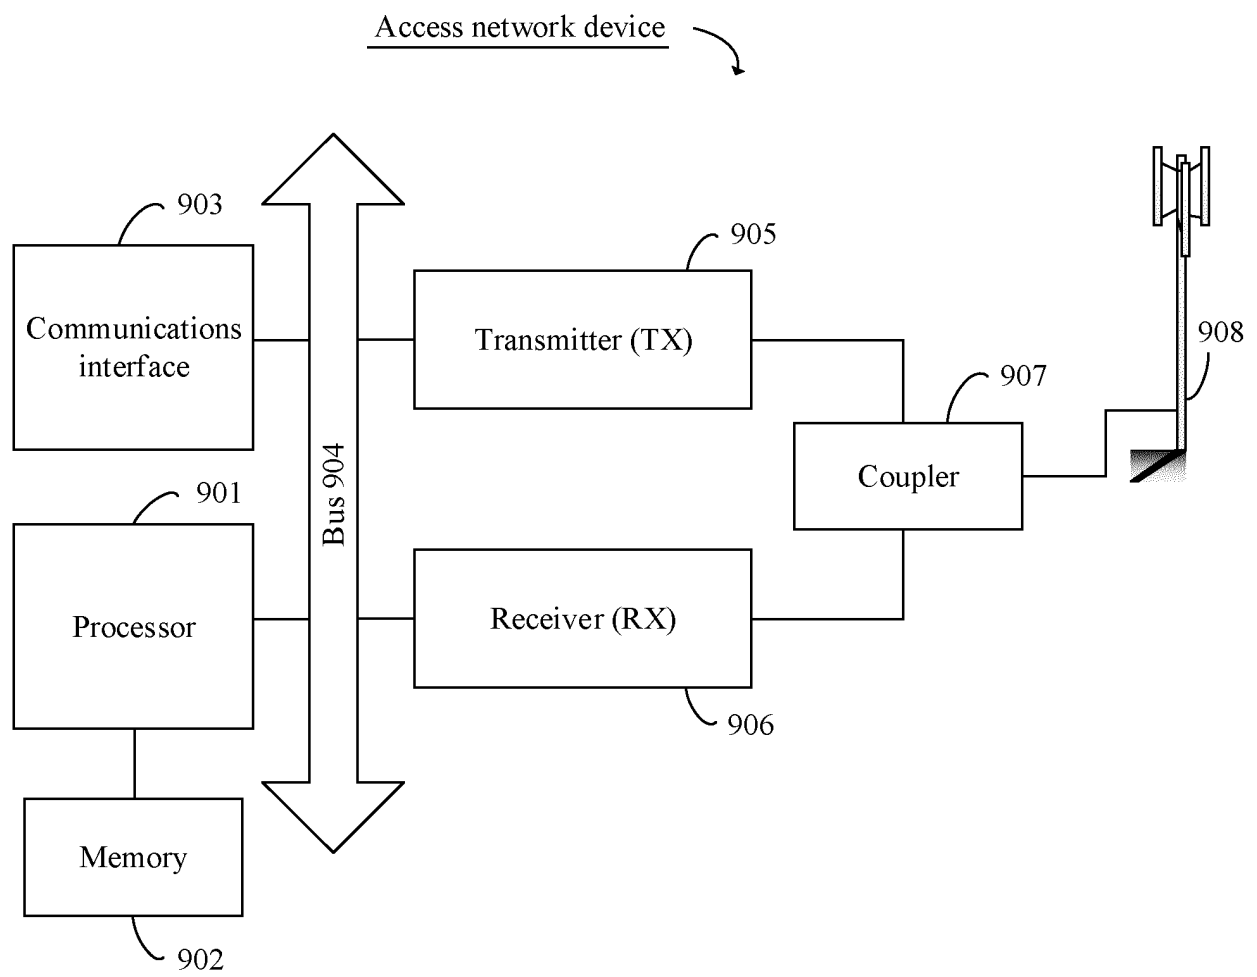 Access network device
903
Communications
interface
905
Transmitter (TX)
908
907
Coupler
Bus 904
901
Processor
Receiver (RX)
906
Memory
902